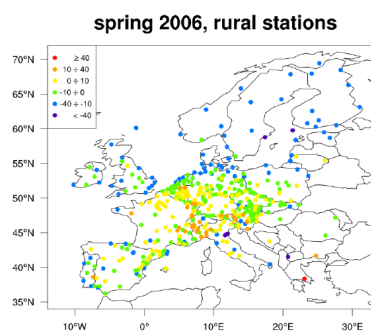 spring 2006, rural stations
70°N
65°N
60°N
55°N
50°N
45°N
40°N
35°N
≥ 40
10 ÷ 40
0 ÷ 10
-10 ÷ 0
-40 ÷ -10
< -40
10°W
0°
10°E
20°E
30°E